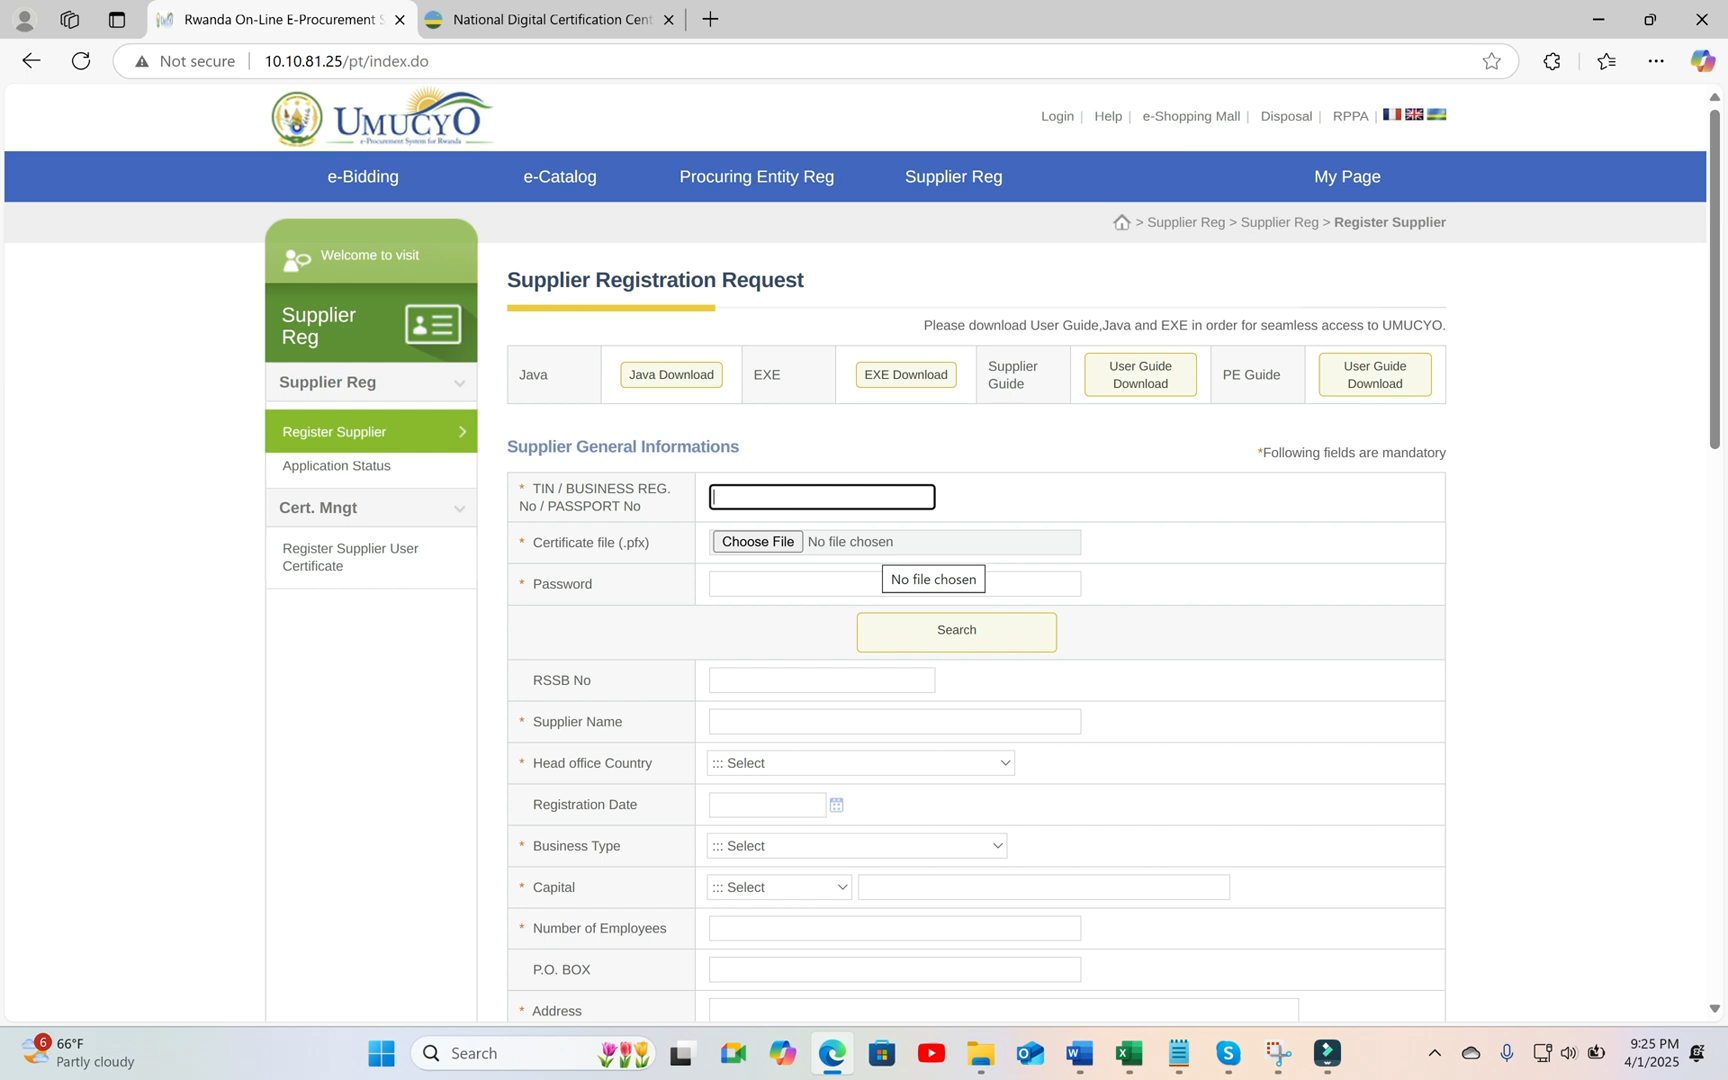 Rwanda On-Line E-Procurement S
National Digital Certification Cent
Not secure
10.10.81.25/pt/index.do
UMUCYO
e-Procurement System for Rwanda
Login | Help | e-Shopping Mall | Disposal | RPPA |
e-Bidding
e-Catalog
Procuring Entity Reg
Supplier Reg
My Page
> Supplier Reg > Supplier Reg > Register Supplier
Welcome to visit
Supplier
Reg
Supplier Reg
Register Supplier
Application Status
Cert. Mngt
Register Supplier User
Certificate
Supplier Registration Request
Please download User Guide,Java and EXE in order for seamless access to UMUCYO.
Java
Java Download
EXE
EXE Download
Supplier
Guide
User Guide
Download
PE Guide
User Guide
Download
Supplier General Informations
*Following fields are mandatory
* TIN / BUSINESS REG.
No / PASSPORT No
* Certificate file (.pfx)
Choose File No file chosen
* Password
No file chosen
Search
RSSB No
* Supplier Name
* Head office Country
::: Select
Registration Date
* Business Type
::: Select
* Capital
::: Select
* Number of Employees
P.O. BOX
* Address
6
66°F
Partly cloudy
Search
9:25 PM
4/1/2025